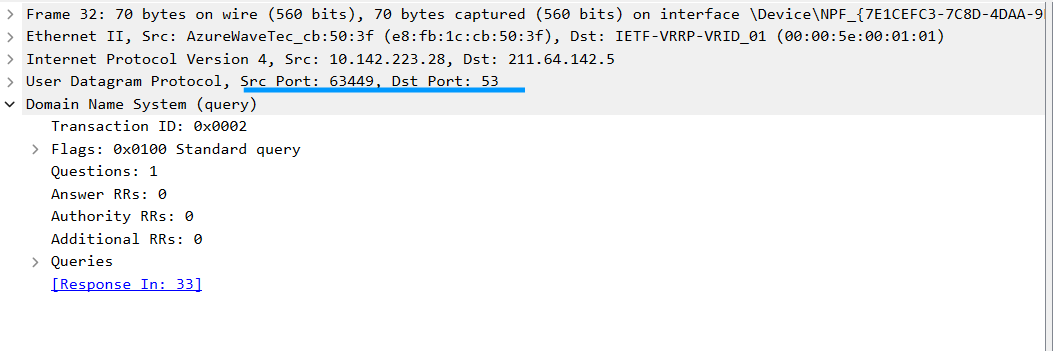 Frame 32: 70 bytes on wire (560 bits), 70 bytes captured (560 bits) on interface \Device\NPF_{7E1CEFC3-7C8D-4DAA-9
Ethernet II, Src: AzureWaveTec_cb:50:3f (e8:fb:1c:cb:50:3f), Dst: IETF-VRRP-VRID_01 (00:00:5e:00:01:01)
Internet Protocol Version 4, Src: 10.142.223.28, Dst: 211.64.142.5
User Datagram Protocol, Src Port: 63449, Dst Port: 53
Domain Name System (query)
Transaction ID: 0x0002
Flags: 0x0100 Standard query
Questions: 1
Answer RRs: 0
Authority RRs: 0
Additional RRs: 0
Queries
[Response In: 33]